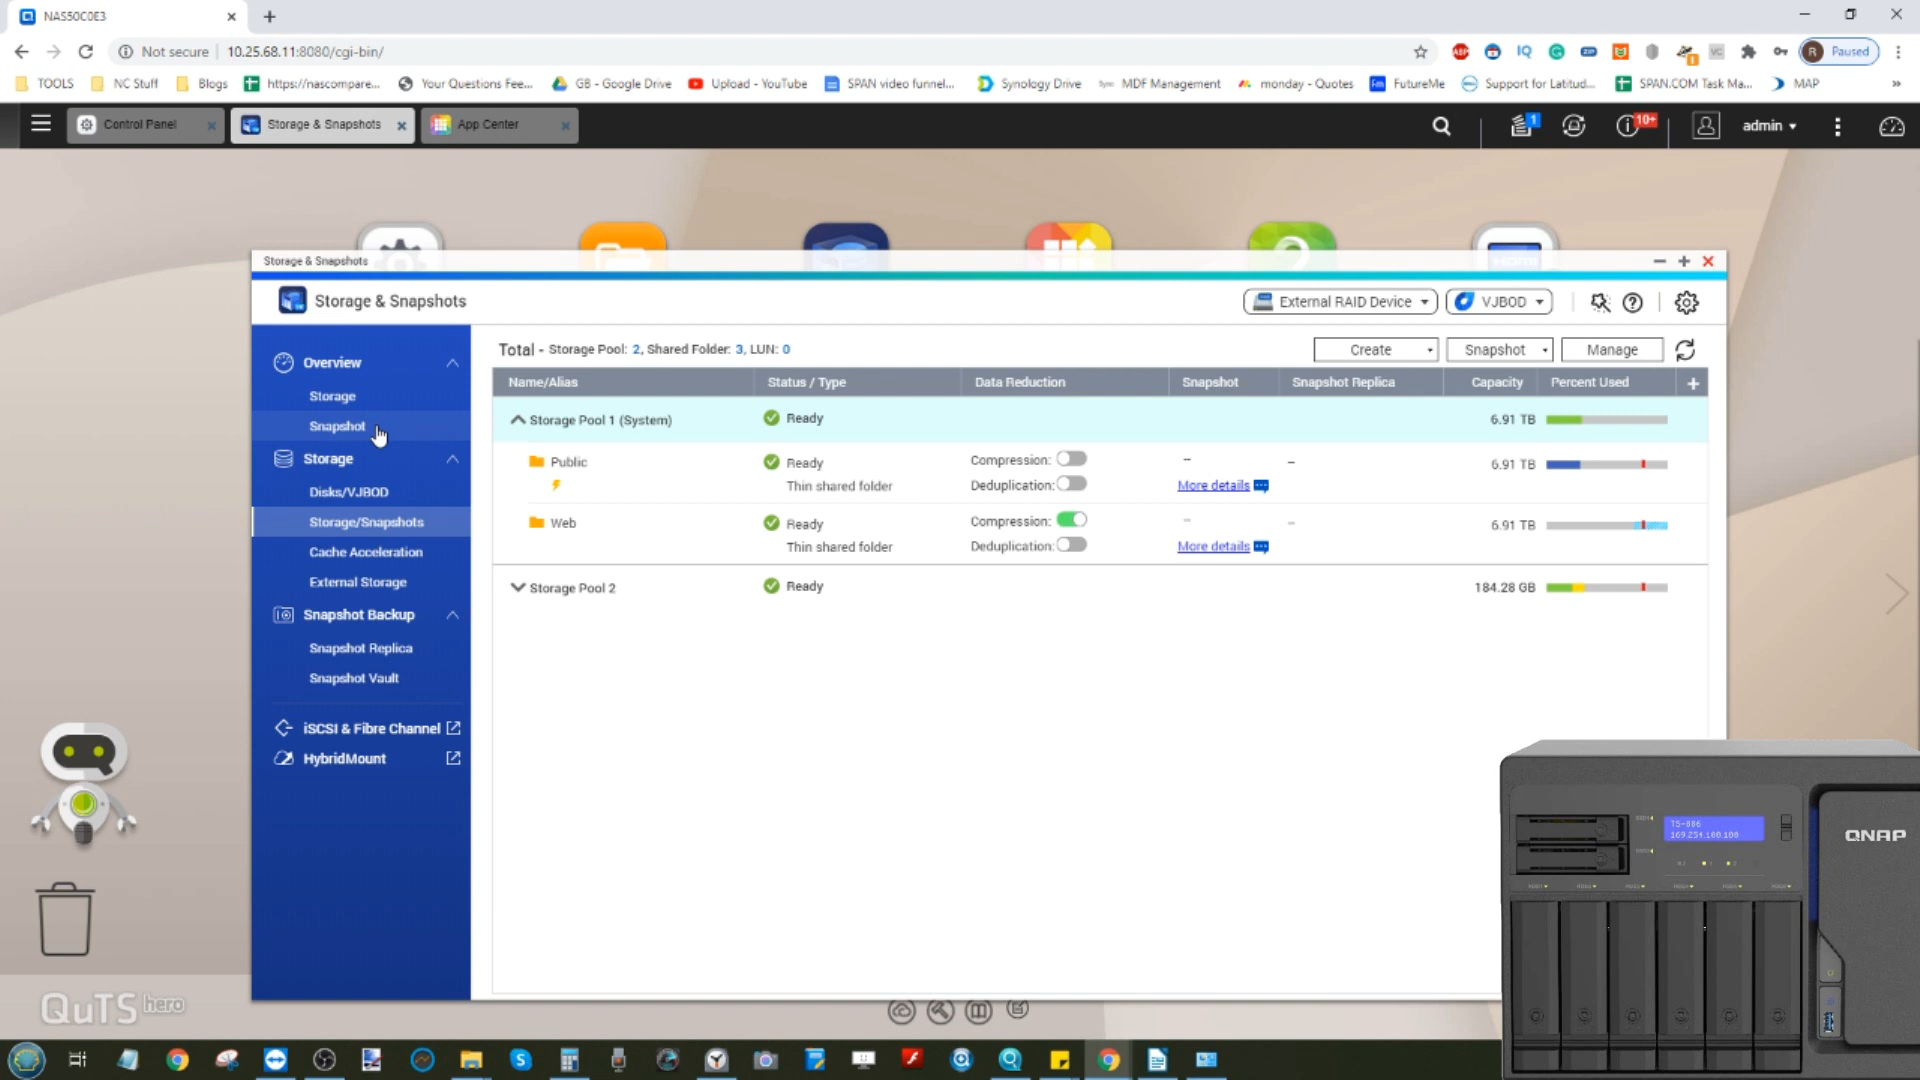 NAS50C0E3
Not secure
10.25.68.11:8080/cgi-bin/
Paused
TOOLS
NC Stuff
Blogs
https://nascompare...
Your Questions Fee...
GB - Google Drive
Upload - YouTube
SPAN video funnel...
Synology Drive
MDF Management
monday - Quotes
FutureMe
Support for Latitud...
SPAN.COM Task Ma...
MAP
Control Panel
Storage & Snapshots
App Center
1
10+
admin
Storage & Snapshots
Storage & Snapshots
External RAID Device
VJBOD
Overview
Storage
Snapshot
Storage
Disks/VJBOD
Storage/Snapshots
Cache Acceleration
External Storage
Snapshot Backup
Snapshot Replica
Snapshot Vault
iSCSI & Fibre Channel
HybridMount
Total - Storage Pool: 2, Shared Folder: 3, LUN: 0
Create
Snapshot
Manage
Name/Alias Status / Type Data Reduction Snapshot Snapshot Replica Capacity Percent Used
Storage Pool 1 (System) Ready 6.91 TB
Public Ready Compression: -- -- 6.91 TB
Thin shared folder Deduplication: More details
Web Ready Compression: -- -- 6.91 TB
Thin shared folder Deduplication: More details
Storage Pool 2 Ready 184.28 GB
TS-886
169.254.100.100
QNAP
QuTS hero